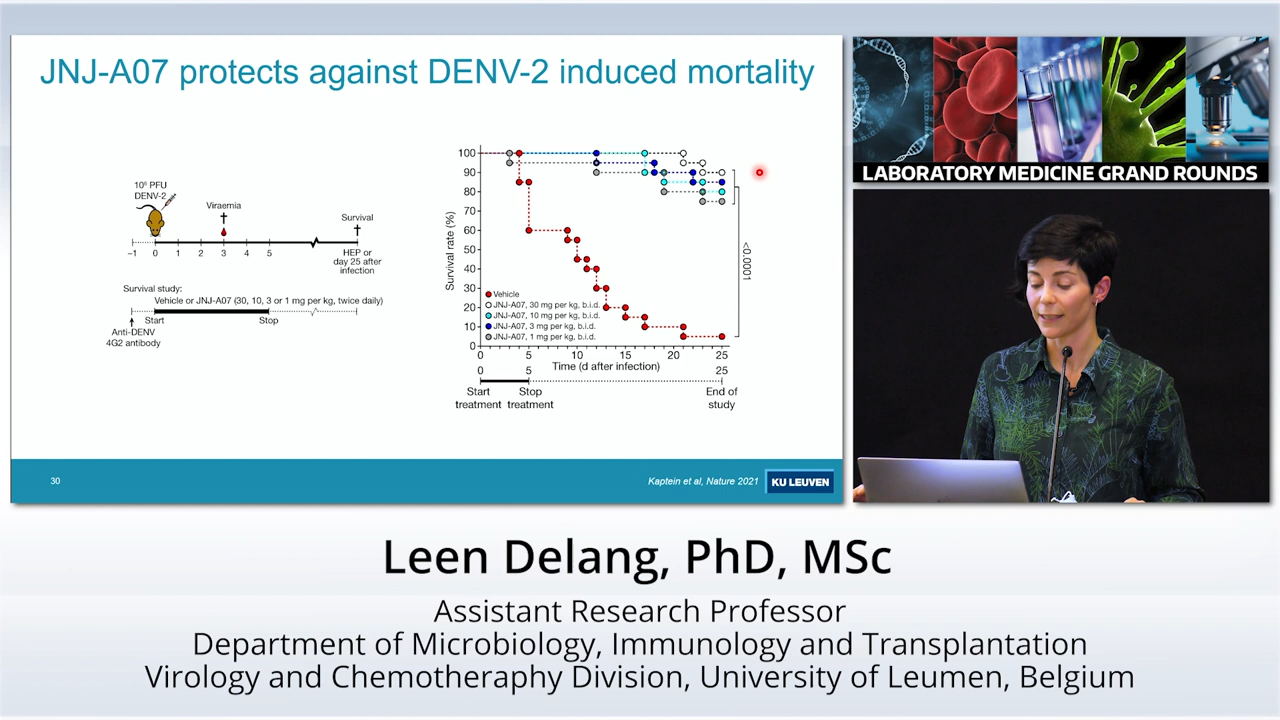 JNJ-A07 protects against DENV-2 induced mortality
10⁶ PFU
DENV-2
Viraemia
Survival
−1 0 1 2 3 4 5
HEP or
day 25 after
infection
Survival study:
Vehicle or JNJ-A07 (30, 10, 3 or 1 mg per kg, twice daily)
Start
Stop
Anti-DENV
4G2 antibody
Survival rate (%)
100
90
80
70
60
50
40
30
20
10
0
Vehicle
JNJ-A07, 30 mg per kg, b.i.d.
JNJ-A07, 10 mg per kg, b.i.d.
JNJ-A07, 3 mg per kg, b.i.d.
JNJ-A07, 1 mg per kg, b.i.d.
<0.0001
0 5 10 15 20 25
Time (d after infection)
0 5 25
Start
treatment
Stop
treatment
End of
study
30
Kaptein et al, Nature 2021
KU LEUVEN
LABORATORY MEDICINE GRAND ROUNDS
Leen Delang, PhD, MSc
Assistant Research Professor
Department of Microbiology, Immunology and Transplantation
Virology and Chemotheraphy Division, University of Leumen, Belgium